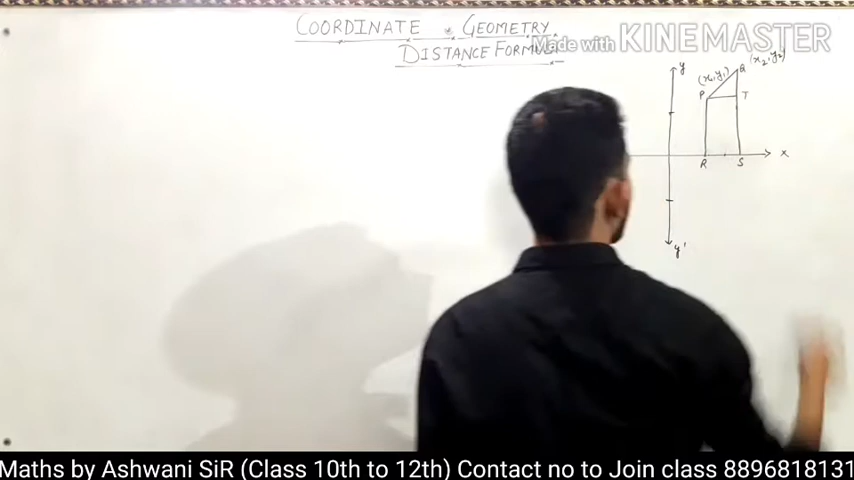 COORDINATE GEOMETRY
DISTANCE FORMULA
Made with KINEMASTER
y
Q (x₂, y₂)
(x₁, y₁)
P
T
x
R
S
y'
Maths by Ashwani SiR (Class 10th to 12th) Contact no to Join class 8896818131